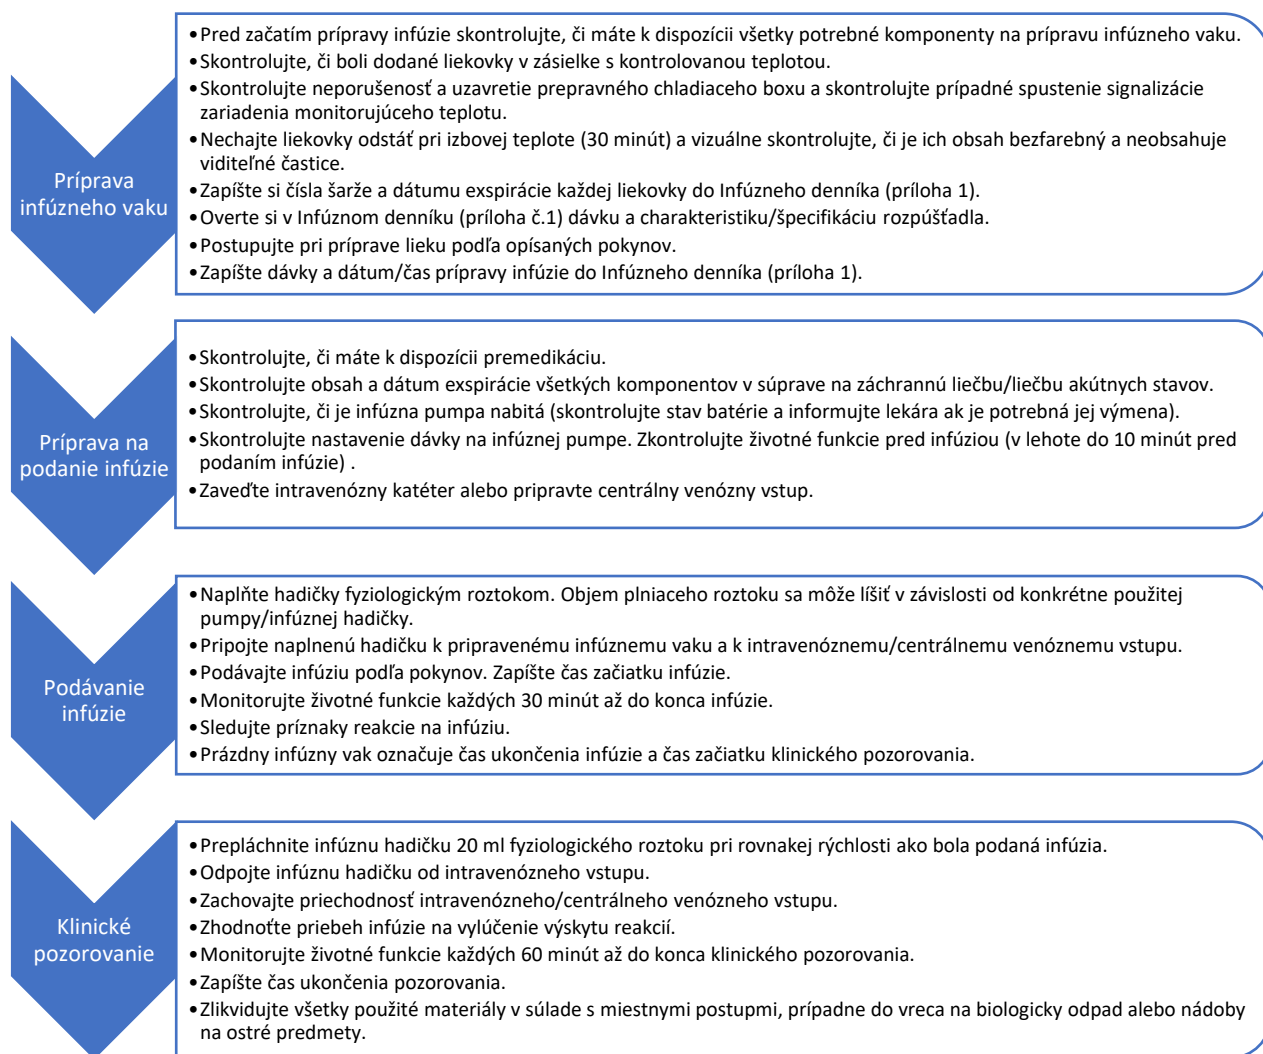 Príprava
infúzneho vaku
•Pred začatím prípravy infúzie skontrolujte, či máte k dispozícii všetky potrebné komponenty na prípravu infúzneho vaku.
•Skontrolujte, či boli dodané liekovky v zásielke s kontrolovanou teplotou.
•Skontrolujte neporušenosť a uzavretie prepravného chladiaceho boxu a skontrolujte prípadné spustenie signalizácie
zariadenia monitorujúceho teplotu.
•Nechajte liekovky odstáť pri izbovej teplote (30 minút) a vizuálne skontrolujte, či je ich obsah bezfarebný a neobsahuje
viditeľné častice.
•Zapíšte si čísla šarže a dátumu exspirácie každej liekovky do Infúzneho denníka (príloha 1).
•Overte si v Infúznom denníku (príloha č.1) dávku a charakteristiku/špecifikáciu rozpúšťadla.
•Postupujte pri príprave lieku podľa opísaných pokynov.
•Zapíšte dávky a dátum/čas prípravy infúzie do Infúzneho denníka (príloha 1).
Príprava na
podanie infúzie
•Skontrolujte, či máte k dispozícii premedikáciu.
•Skontrolujte obsah a dátum exspirácie všetkých komponentov v súprave na záchrannú liečbu/liečbu akútnych stavov.
•Skontrolujte, či je infúzna pumpa nabitá (skontrolujte stav batérie a informujte lekára ak je potrebná jej výmena).
•Skontrolujte nastavenie dávky na infúznej pumpe. Zkontrolujte životné funkcie pred infúziou (v lehote do 10 minút pred
podaním infúzie) .
•Zaveďte intravenózny katéter alebo pripravte centrálny venózny vstup.
Podávanie
infúzie
•Naplňte hadičky fyziologickým roztokom. Objem plniaceho roztoku sa môže líšiť v závislosti od konkrétne použitej
pumpy/infúznej hadičky.
•Pripojte naplnenú hadičku k pripravenému infúznemu vaku a k intravenóznemu/centrálnemu venóznemu vstupu.
•Podávajte infúziu podľa pokynov. Zapíšte čas začiatku infúzie.
•Monitorujte životné funkcie každých 30 minút až do konca infúzie.
•Sledujte príznaky reakcie na infúziu.
•Prázdny infúzny vak označuje čas ukončenia infúzie a čas začiatku klinického pozorovania.
Klinické
pozorovanie
•Prepláchnite infúznu hadičku 20 ml fyziologického roztoku pri rovnakej rýchlosti ako bola podaná infúzia.
•Odpojte infúznu hadičku od intravenózneho vstupu.
•Zachovajte priechodnosť intravenózneho/centrálneho venózneho vstupu.
•Zhodnoťte priebeh infúzie na vylúčenie výskytu reakcií.
•Monitorujte životné funkcie každých 60 minút až do konca klinického pozorovania.
•Zapíšte čas ukončenia pozorovania.
•Zlikvidujte všetky použité materiály v súlade s miestnymi postupmi, prípadne do vreca na biologicky odpad alebo nádoby
na ostré predmety.